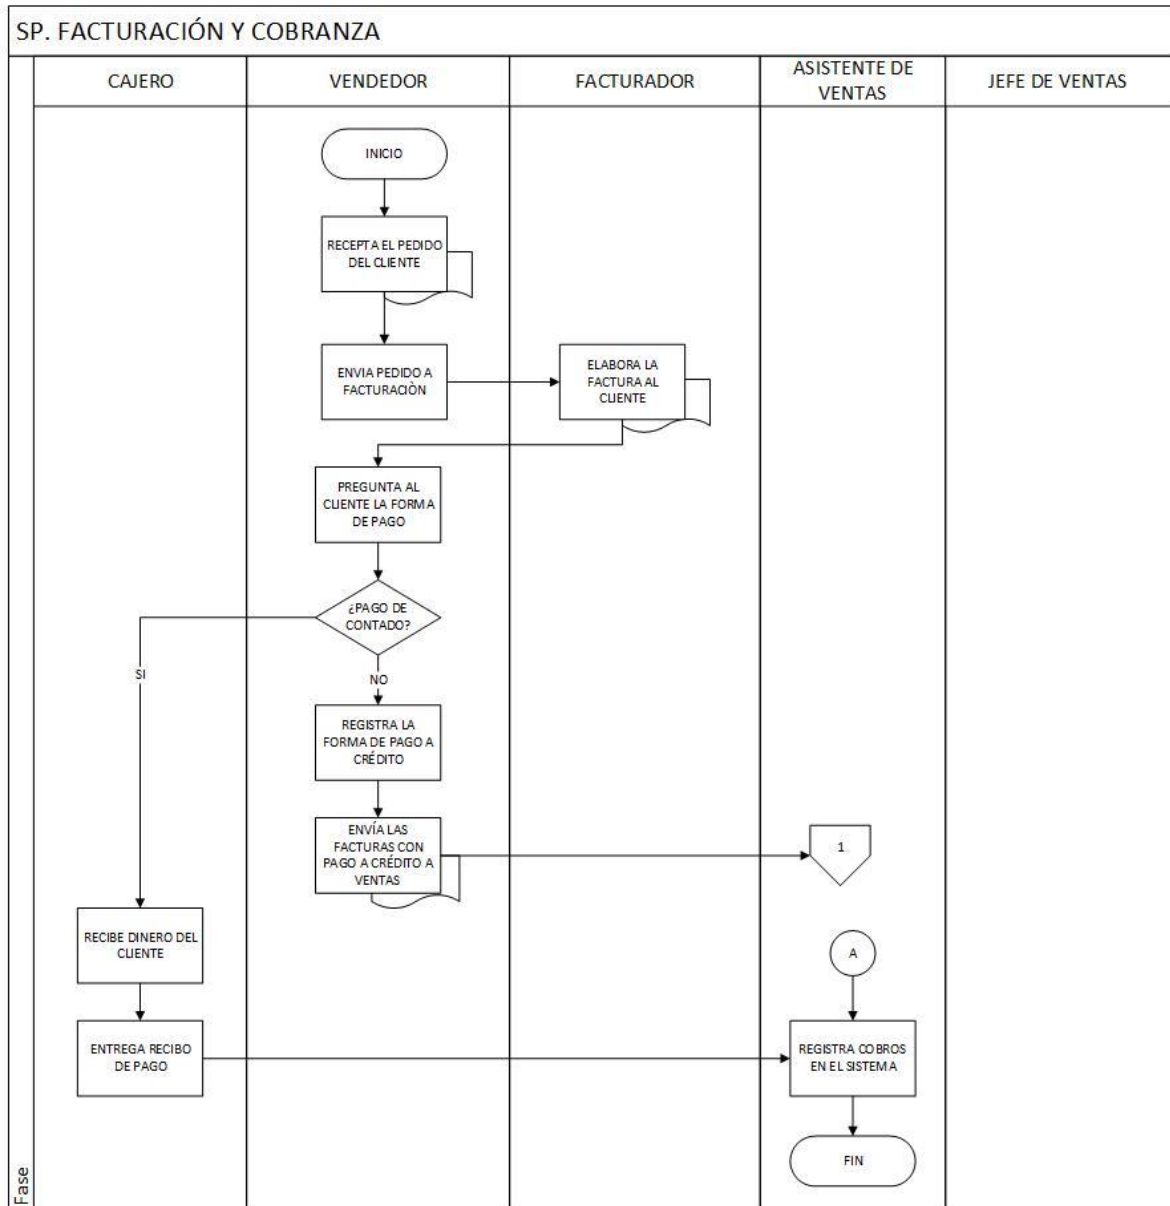 SP. FACTURACIÓN Y COBRANZA
CAJERO
VENDEDOR
FACTURADOR
ASISTENTE DE
VENTAS
JEFE DE VENTAS
INICIO
RECEPTA EL PEDIDO
DEL CLIENTE
ENVIA PEDIDO A
FACTURACIÒN
ELABORA LA
FACTURA AL
CLIENTE
PREGUNTA AL
CLIENTE LA FORMA
DE PAGO
¿PAGO DE
CONTADO?
SI
NO
REGISTRA LA
FORMA DE PAGO A
CRÉDITO
ENVÍA LAS
FACTURAS CON
PAGO A CRÉDITO A
VENTAS
1
RECIBE DINERO DEL
CLIENTE
A
ENTREGA RECIBO
DE PAGO
REGISTRA COBROS
EN EL SISTEMA
FIN
Fase